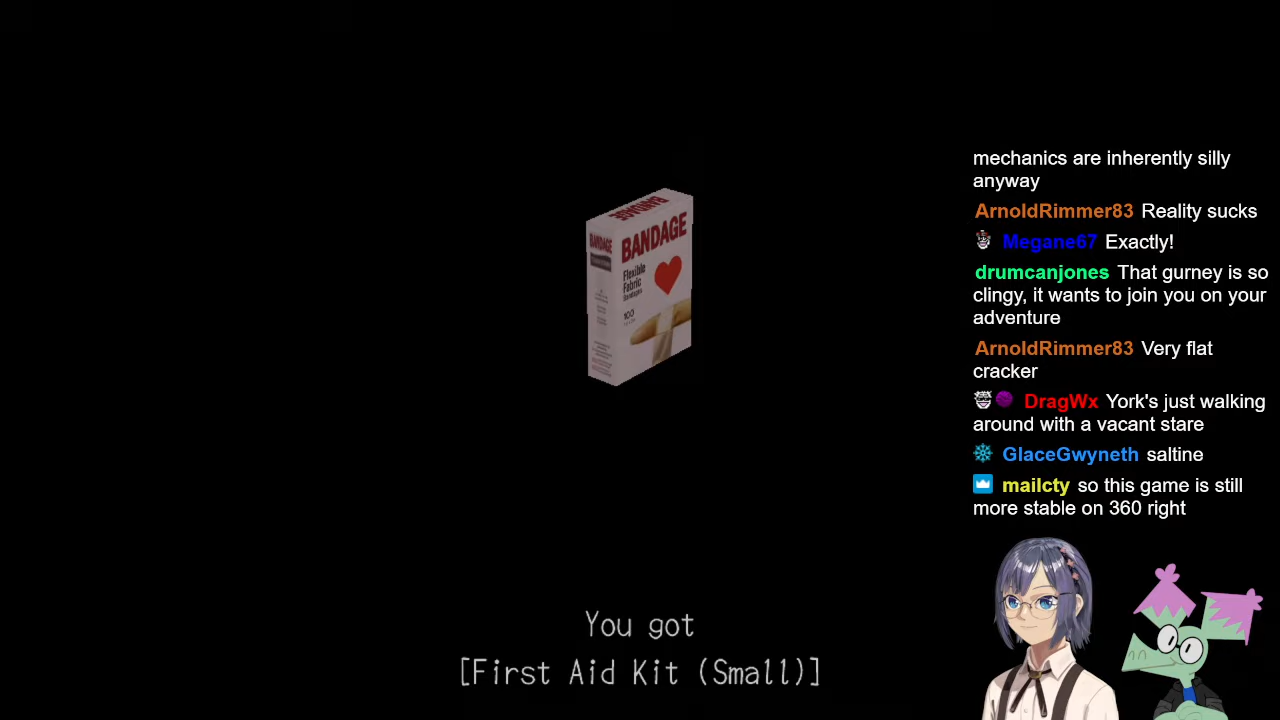 mechanics are inherently silly
anyway
ArnoldRimmer83 Reality sucks
Megane67 Exactly!
drumcanjones That gurney is so
clingy, it wants to join you on your
adventure
ArnoldRimmer83 Very flat
cracker
DragWx York's just walking
around with a vacant stare
GlaceGwyneth saltine
mailcty so this game is still
more stable on 360 right
BANDAGE
BANDAGE
BANDAGE
Flexible
Fabric
Bandages
100
You got
[First Aid Kit (Small)]